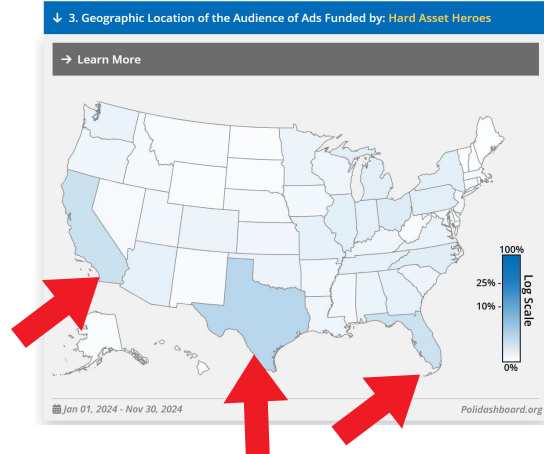 ↓ 3. Geographic Location of the Audience of Ads Funded by: Hard Asset Heroes
→ Learn More
100%
25% -
10% -
0%
Log Scale
Jan 01, 2024 - Nov 30, 2024
Polidashboard.org